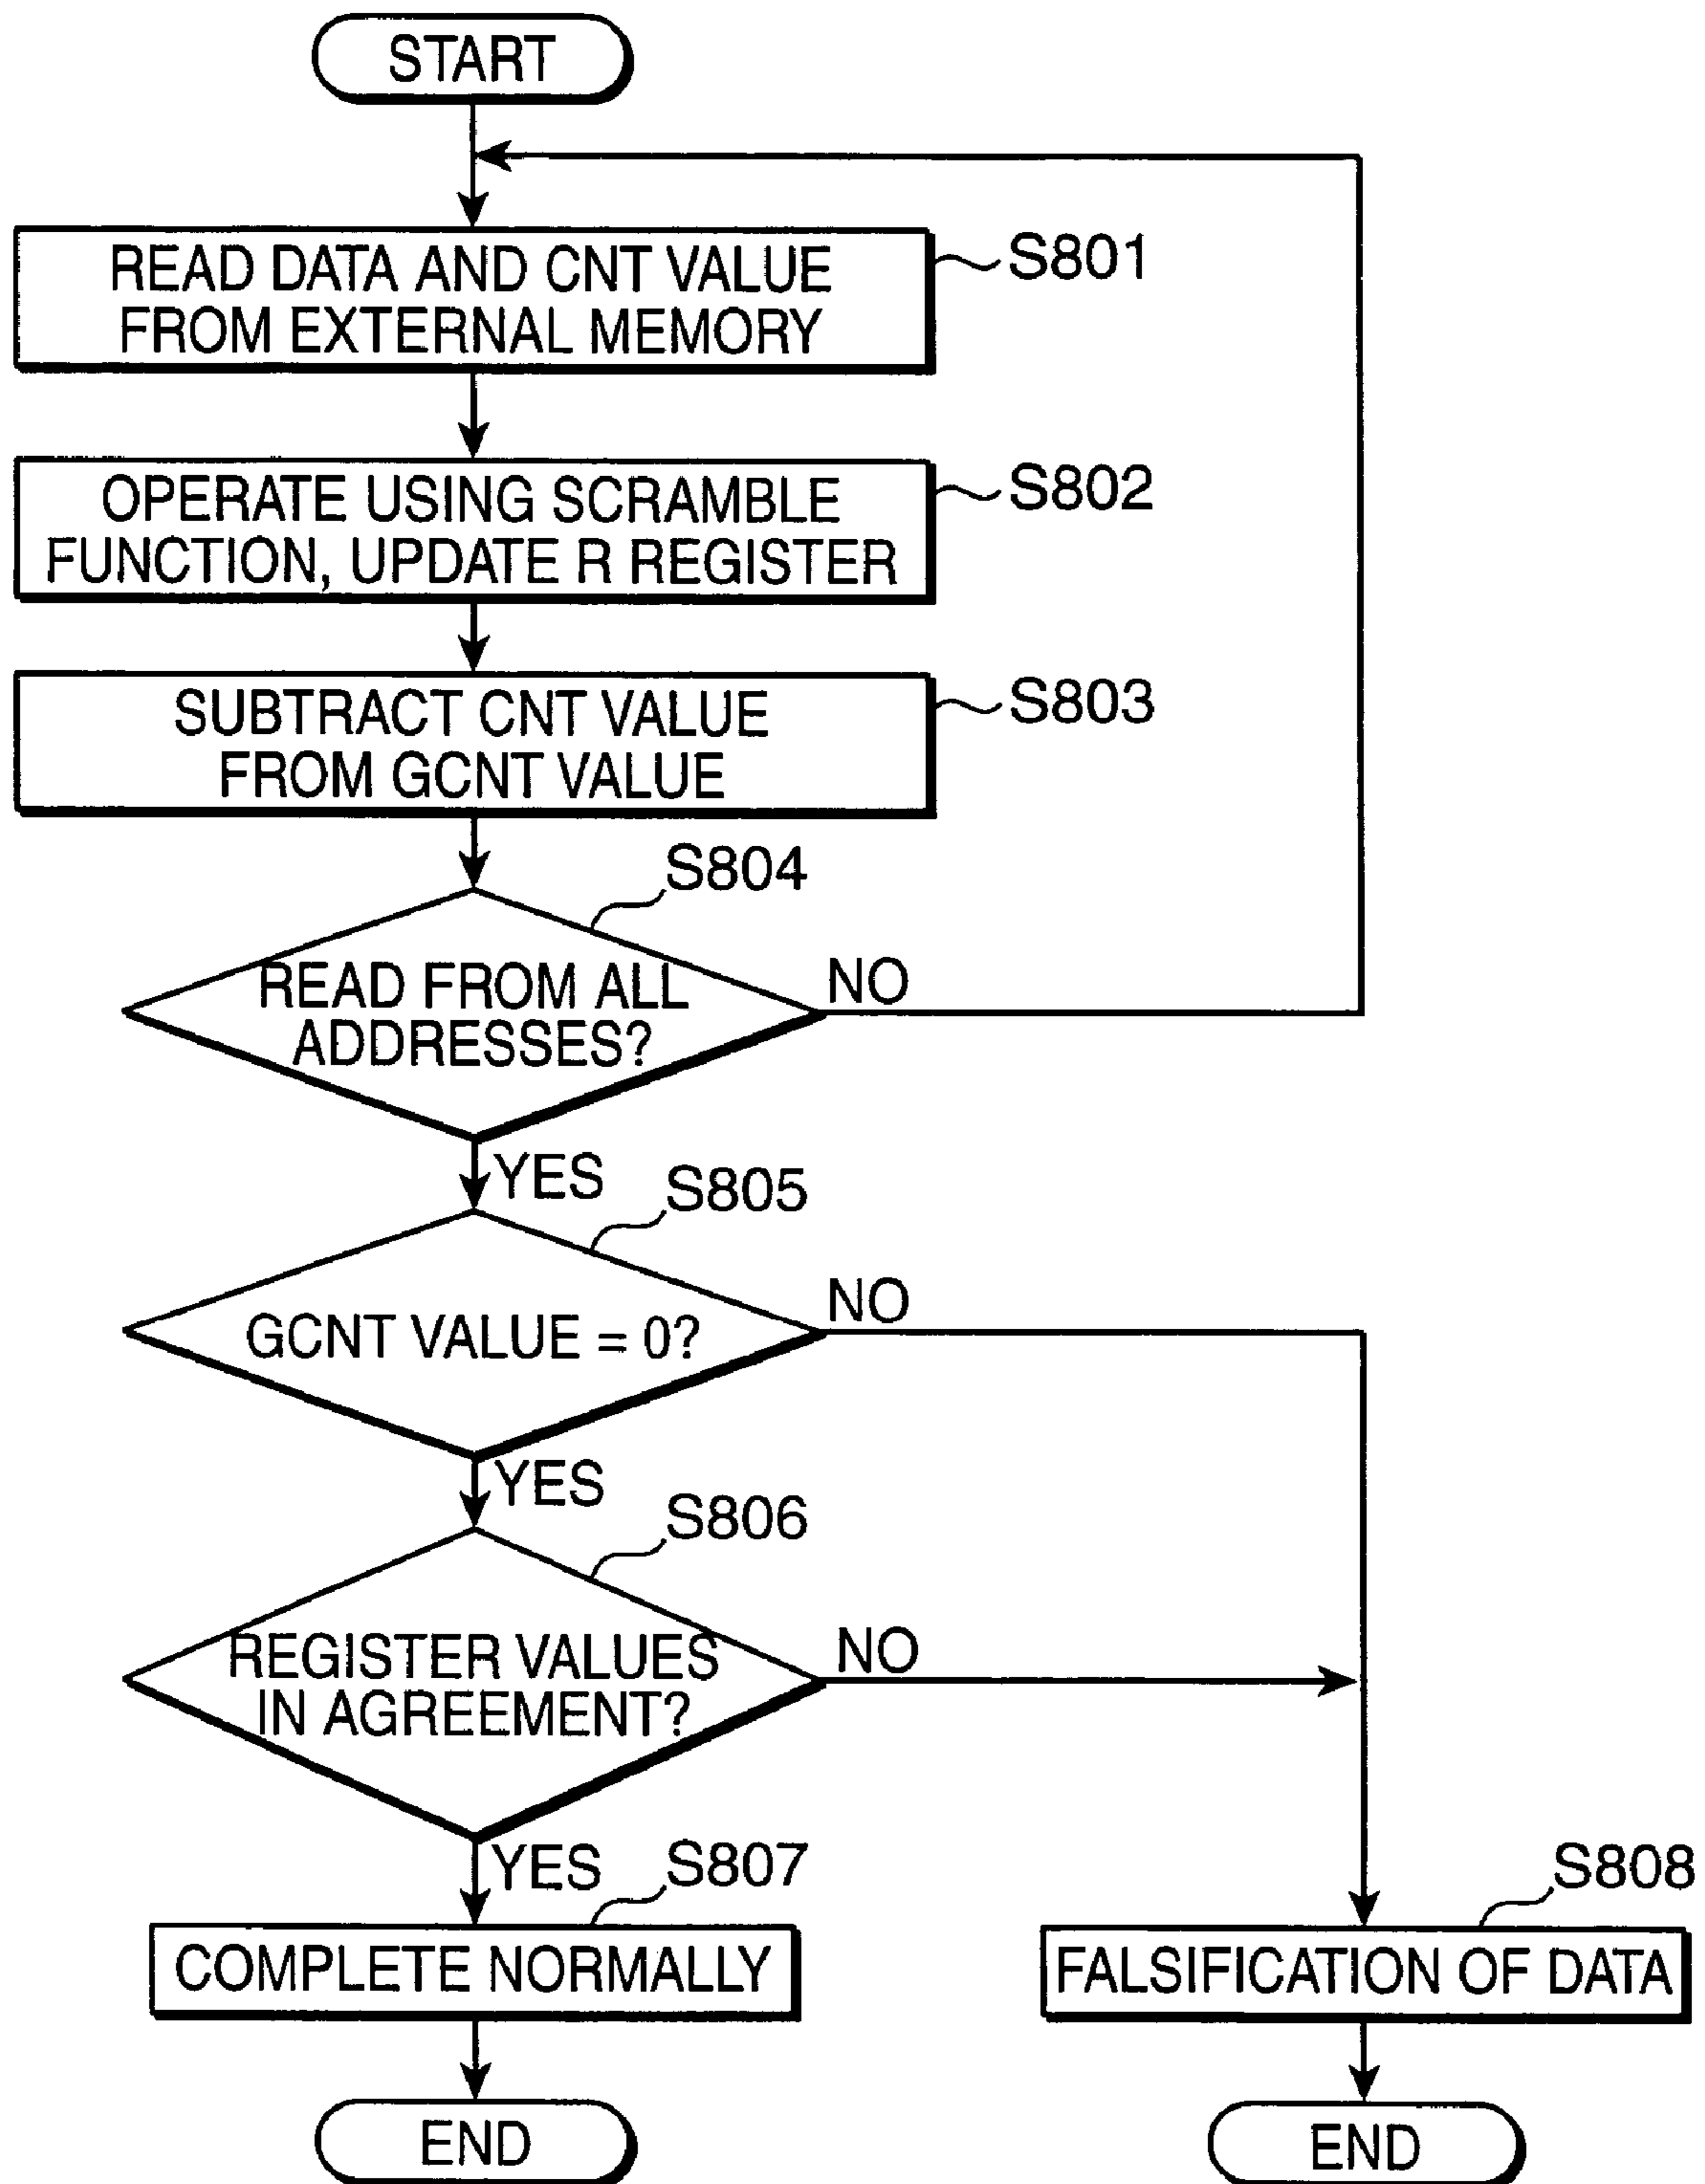 START
READ DATA AND CNT VALUE
FROM EXTERNAL MEMORY
S801
OPERATE USING SCRAMBLE
FUNCTION, UPDATE R REGISTER
S802
SUBTRACT CNT VALUE
FROM GCNT VALUE
S803
S804
READ FROM ALL
ADDRESSES?
NO
YES
S805
GCNT VALUE = 0?
NO
YES
S806
REGISTER VALUES
IN AGREEMENT?
NO
YES
S807
COMPLETE NORMALLY
S808
FALSIFICATION OF DATA
END
END